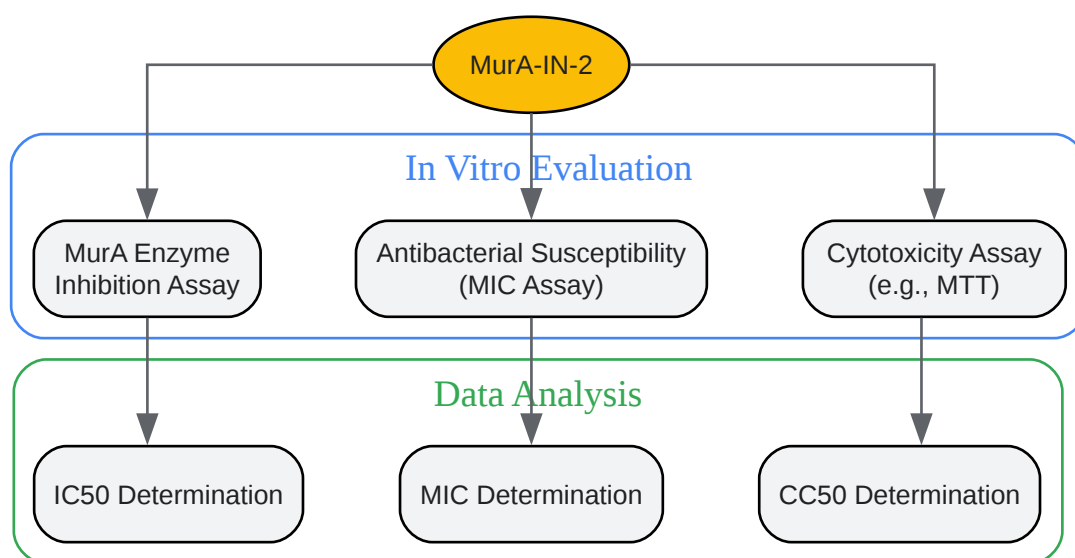 MurA-IN-2
In Vitro Evaluation
MurA Enzyme
Inhibition Assay
Antibacterial Susceptibility
(MIC Assay)
Cytotoxicity Assay
(e.g., MTT)
Data Analysis
IC50 Determination
MIC Determination
CC50 Determination